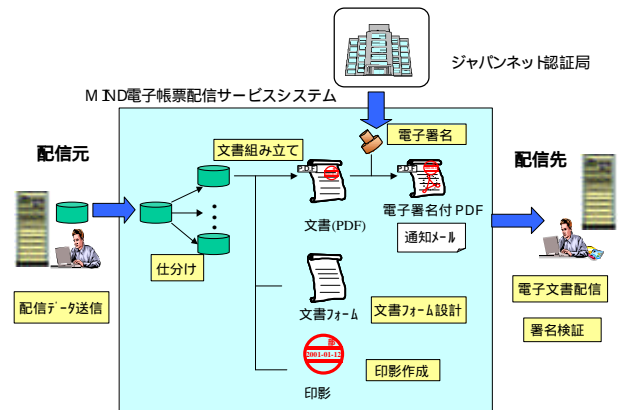 ジャパンネット認証局
MIND電子帳票配信サービスシステム
電子署名
配信元
文書組み立て
配信先
PDF
PDF
文書(PDF)
電子署名付PDF
通知メール
仕分け
配信データ送信
文書フォーム
文書フォーム設計
電子文書配信
署名検証
2001-01-12
印影作成
印影